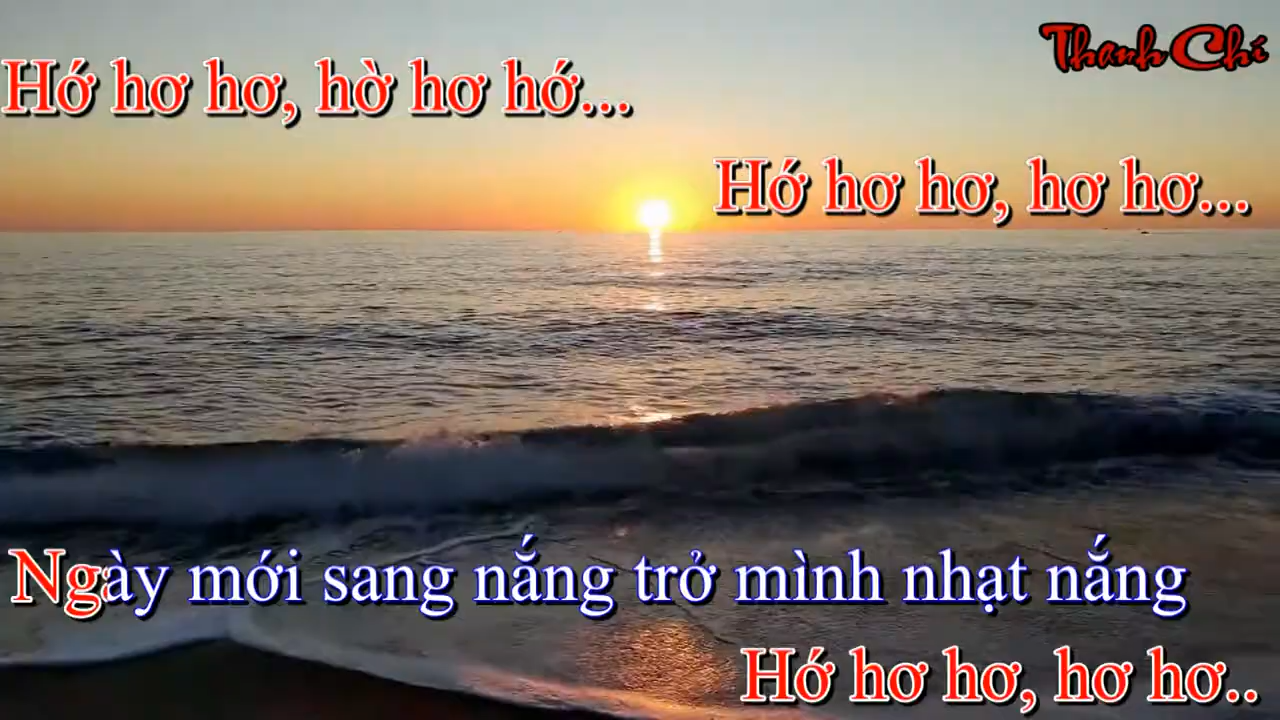 Thanh Chí
Hớ hơ hơ, hờ hơ hớ...
Hớ hơ hơ, hơ hơ...
Ngày mới sang nắng trở mình nhạt nắng
Hớ hơ hơ, hơ hơ..